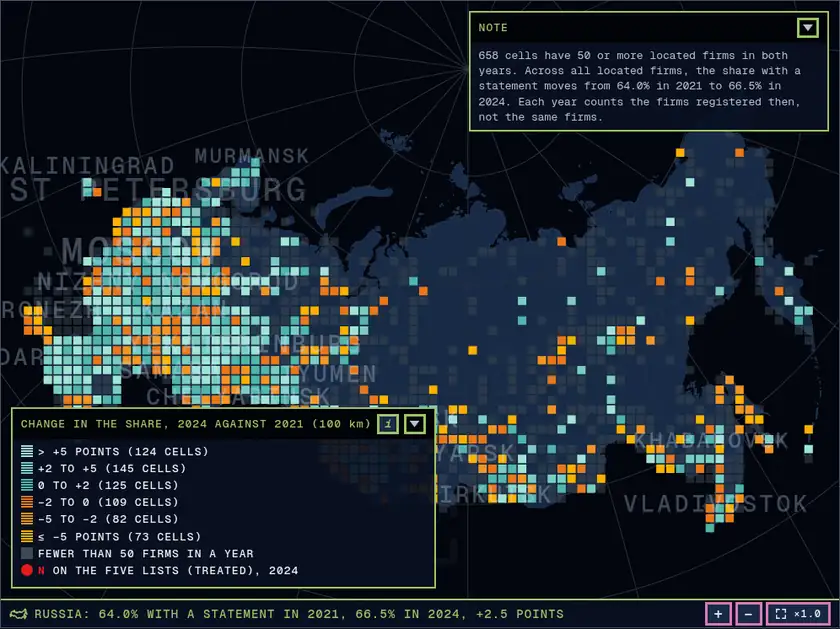 NOTE
658 cells have 50 or more located firms in both
years. Across all located firms, the share with a
statement moves from 64.0% in 2021 to 66.5% in
2024. Each year counts the firms registered then,
not the same firms.
MURMANSK
KALININGRAD
ST PETERSBURG
MOSCOW
KAZAN
TYUMEN
KHABAROVSK
VLADIVOSTOK
CHANGE IN THE SHARE, 2024 AGAINST 2021 (100 km)
i
> +5 POINTS (124 CELLS)
+2 TO +5 (145 CELLS)
0 TO +2 (125 CELLS)
−2 TO 0 (109 CELLS)
−5 TO −2 (82 CELLS)
≤ −5 POINTS (73 CELLS)
FEWER THAN 50 FIRMS IN A YEAR
N ON THE FIVE LISTS (TREATED), 2024
RUSSIA: 64.0% WITH A STATEMENT IN 2021, 66.5% IN 2024, +2.5 POINTS
+
−
×1.0